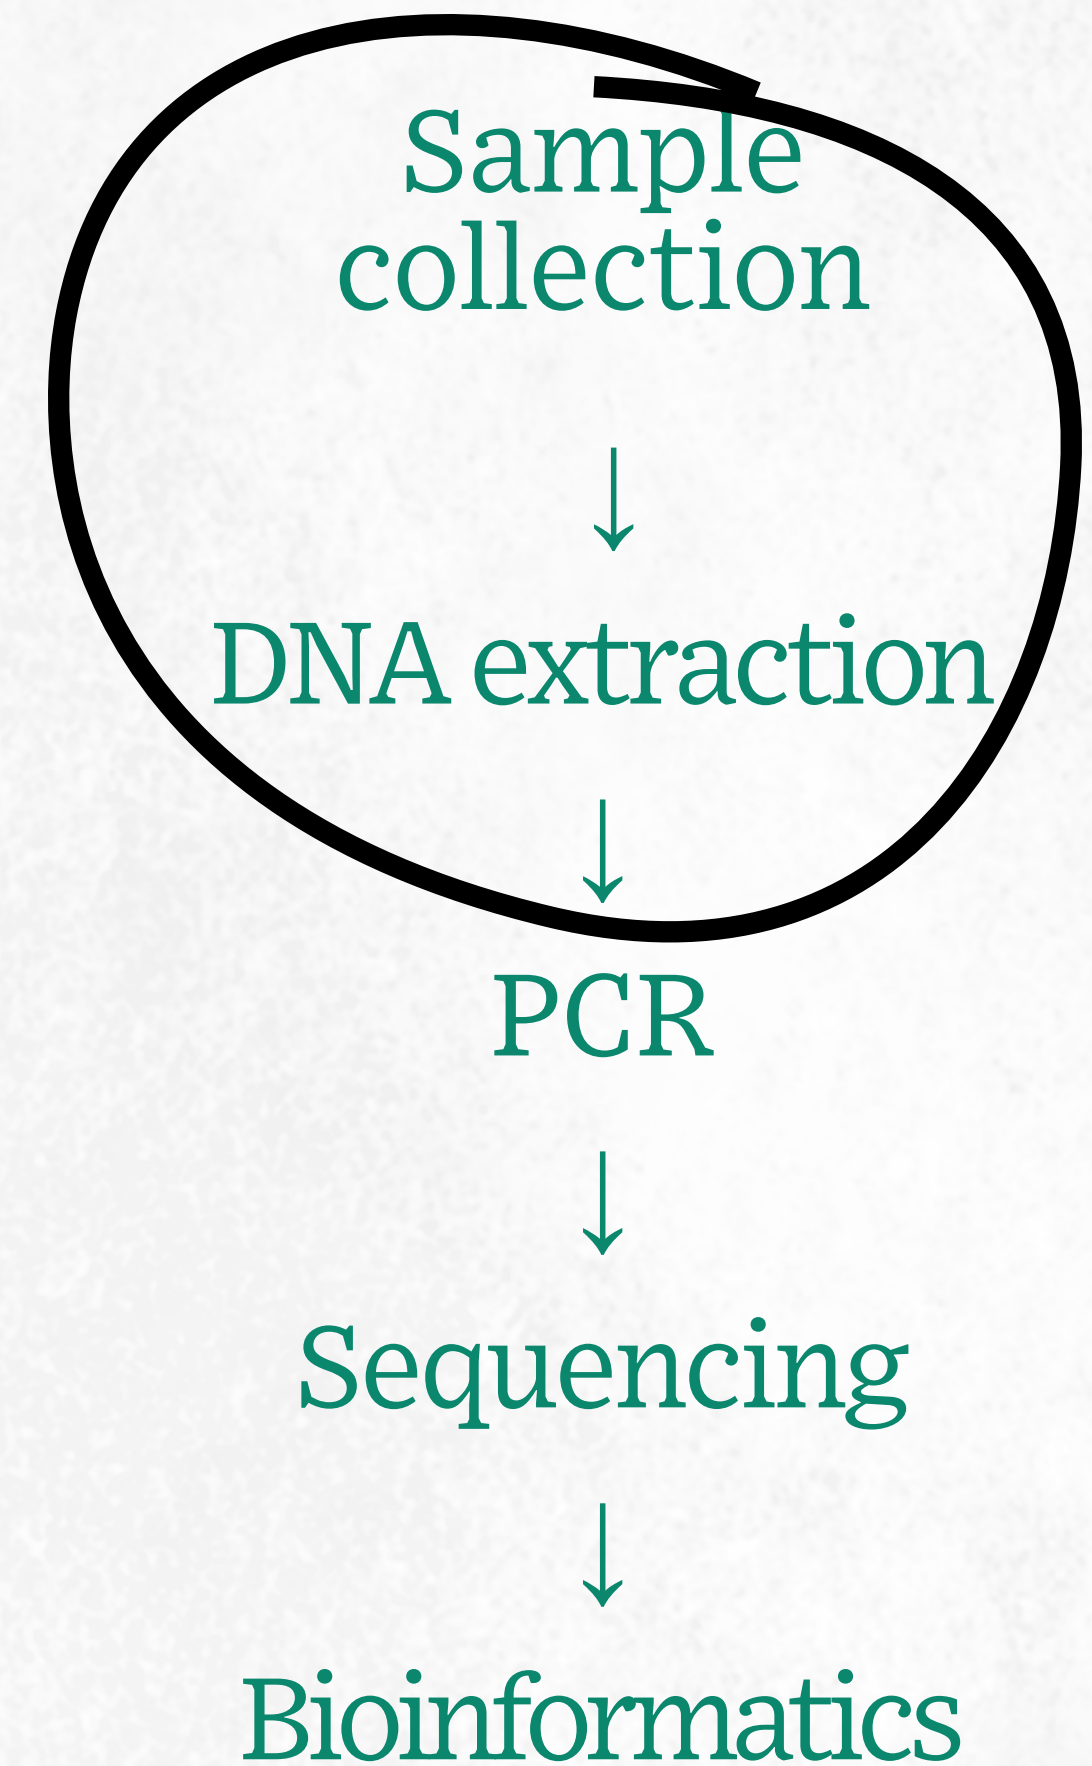 Sample
collection
↓
DNA extraction
↓
PCR
↓
Sequencing
↓
Bioinformatics